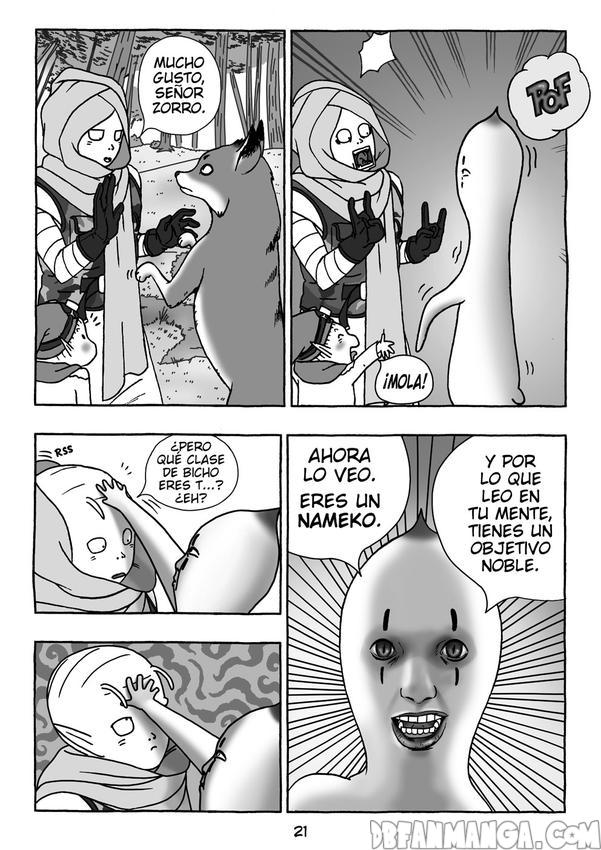 MUCHO
GUSTO,
SEÑOR
ZORRO.
POF
¡MOLA!
RSS
¿PERO
QUÉ CLASE
DE BICHO
ERES T...?
¿EH?
AHORA
LO VEO.
ERES UN
NAMEKO.
Y POR
LO QUE
LEO EN
TU MENTE,
TIENES UN
OBJETIVO
NOBLE.
21
DBFANMANGA.COM